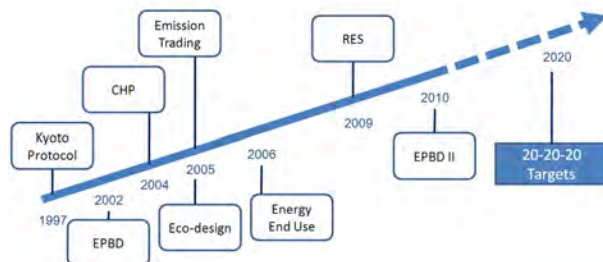 Emission
Trading
RES
2020
CHP
2010
2009
Kyoto
Protocol
2006
2005
EPBD II
20-20-20
Targets
2004
2002
1997
Eco-design
Energy
End Use
EPBD